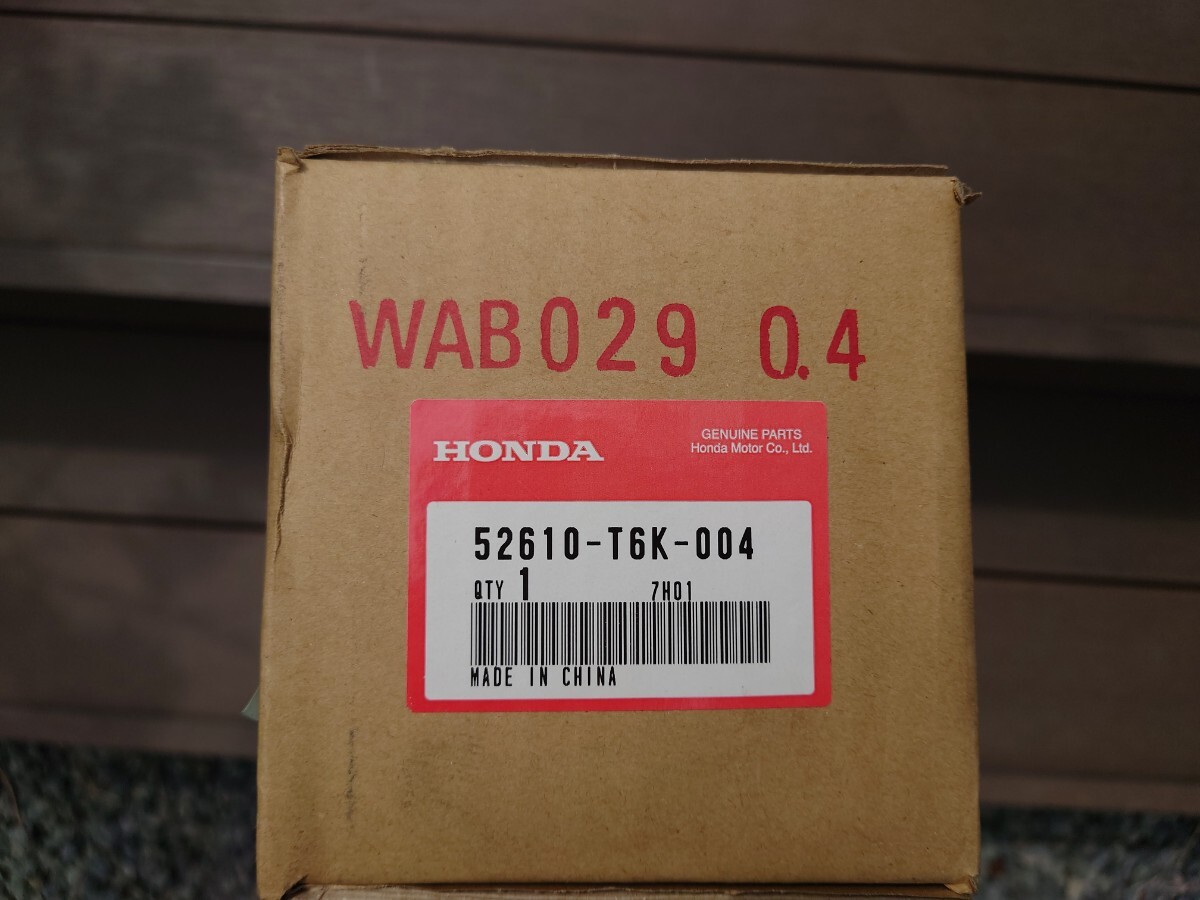 WAB029 0.4
HONDA
GENUINE PARTS
Honda Motor Co., Ltd.
52610-T6K-004
QTY 1 7H01
MADE IN CHINA